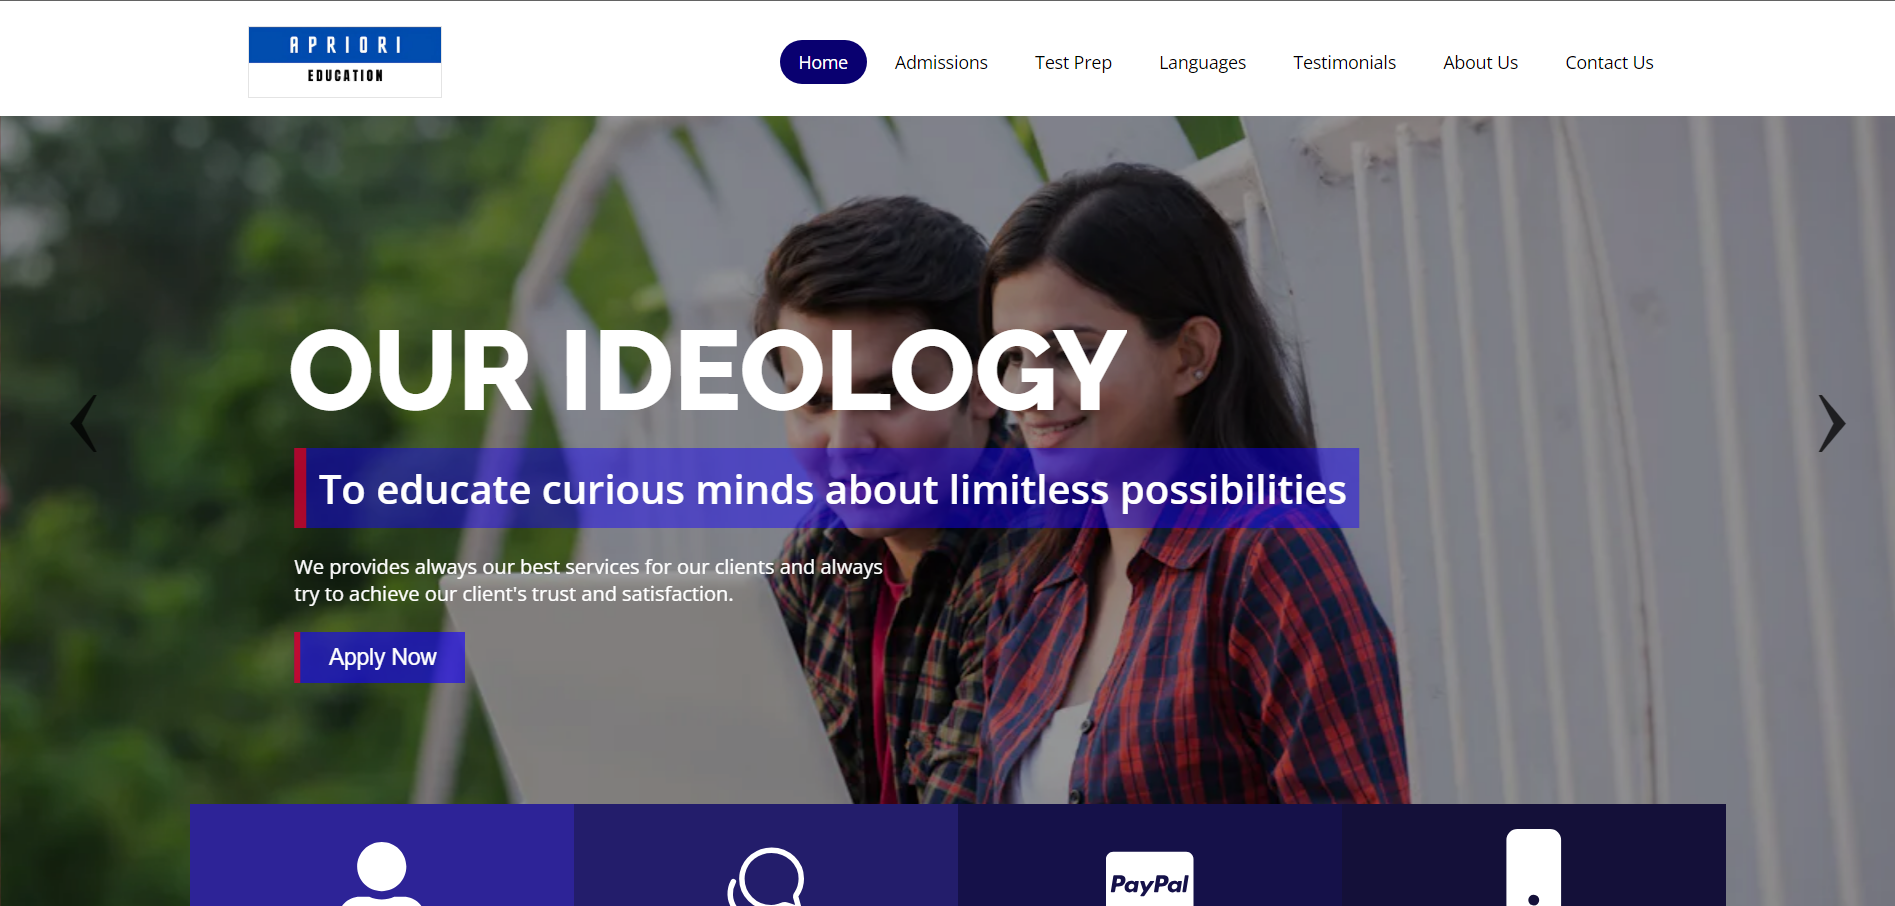 APRIORI
EDUCATION
Home
Admissions
Test Prep
Languages
Testimonials
About Us
Contact Us
OUR IDEOLOGY
To educate curious minds about limitless possibilities
We provides always our best services for our clients and always
try to achieve our client's trust and satisfaction.
Apply Now
PayPal